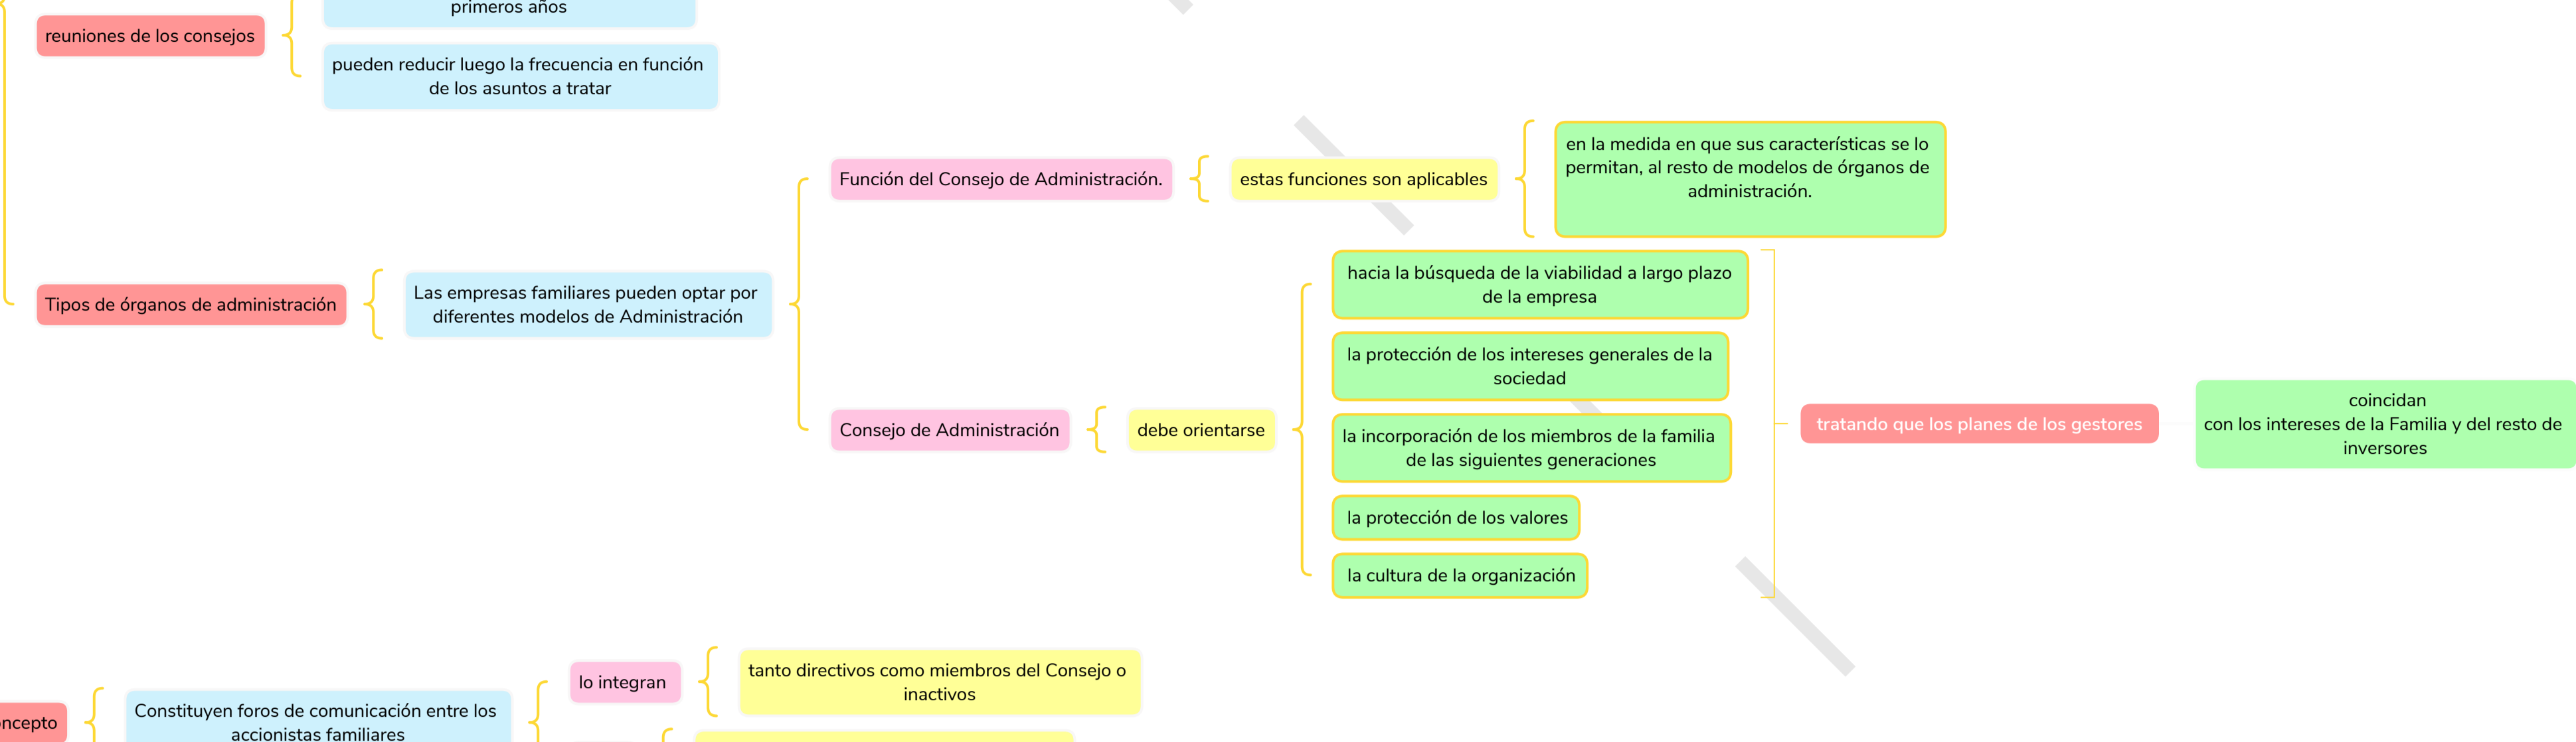 primeros años
reuniones de los consejos
pueden reducir luego la frecuencia en función
de los asuntos a tratar
Función del Consejo de Administración.
estas funciones son aplicables
en la medida en que sus características se lo
permitan, al resto de modelos de órganos de
administración.
Tipos de órganos de administración
Las empresas familiares pueden optar por
diferentes modelos de Administración
hacia la búsqueda de la viabilidad a largo plazo
de la empresa
la protección de los intereses generales de la
sociedad
Consejo de Administración
debe orientarse
la incorporación de los miembros de la familia
de las siguientes generaciones
la protección de los valores
la cultura de la organización
tratando que los planes de los gestores
coincidan
con los intereses de la Familia y del resto de
inversores
lo integran
tanto directivos como miembros del Consejo o
inactivos
ncepto
Constituyen foros de comunicación entre los
accionistas familiares